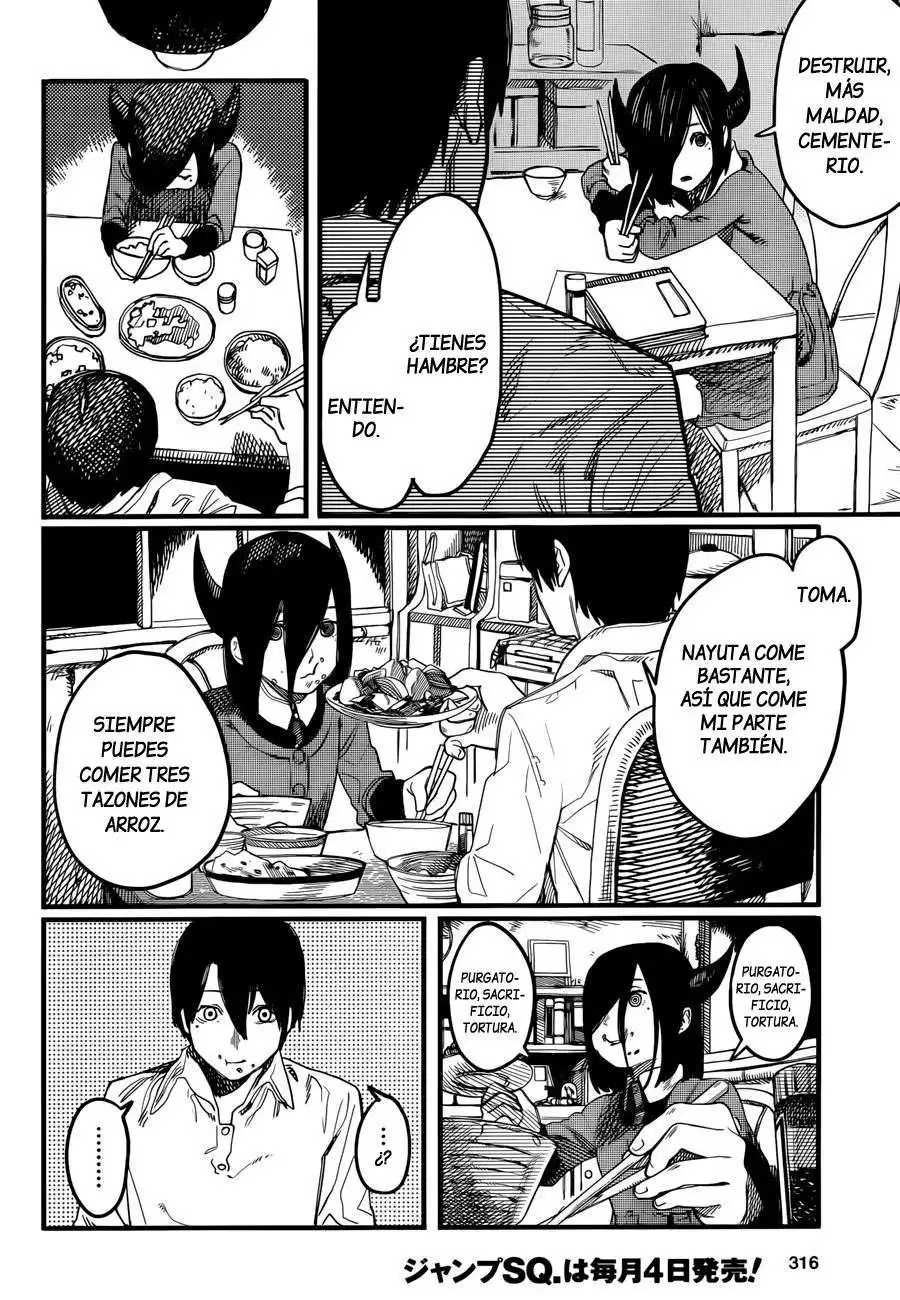 DESTRUIR,
MÁS
MALDAD,
CEMENTE-
RIO.
¿TIENES
HAMBRE?
ENTIEN-
DO.
TOMA.
NAYUTA COME
BASTANTE,
ASÍ QUE COME
MI PARTE
TAMBIÉN.
SIEMPRE
PUEDES
COMER TRES
TAZONES DE
ARROZ.
PURGATO-
RIO, SACRI-
FICIO,
TORTURA.
PURGATO-
RIO, SACRI-
FICIO,
TORTURA.
¿?
......
ジャンプSQ.は毎月4日発売!
316